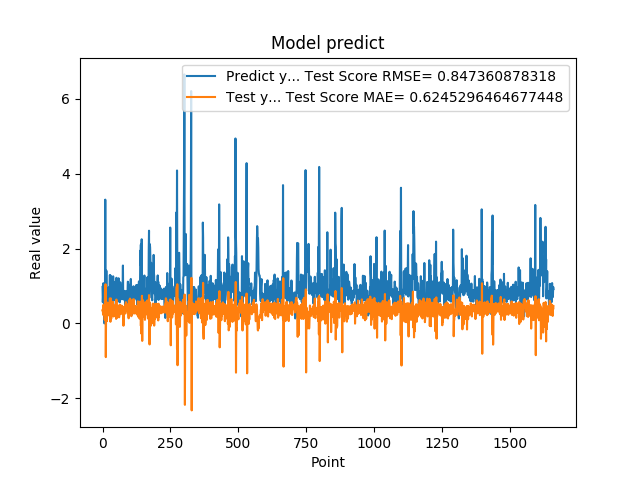 Model predict
Predict y... Test Score RMSE= 0.847360878318
Test y... Test Score MAE= 0.6245296464677448
Real value
6
4
2
0
−2
0 250 500 750 1000 1250 1500
Point